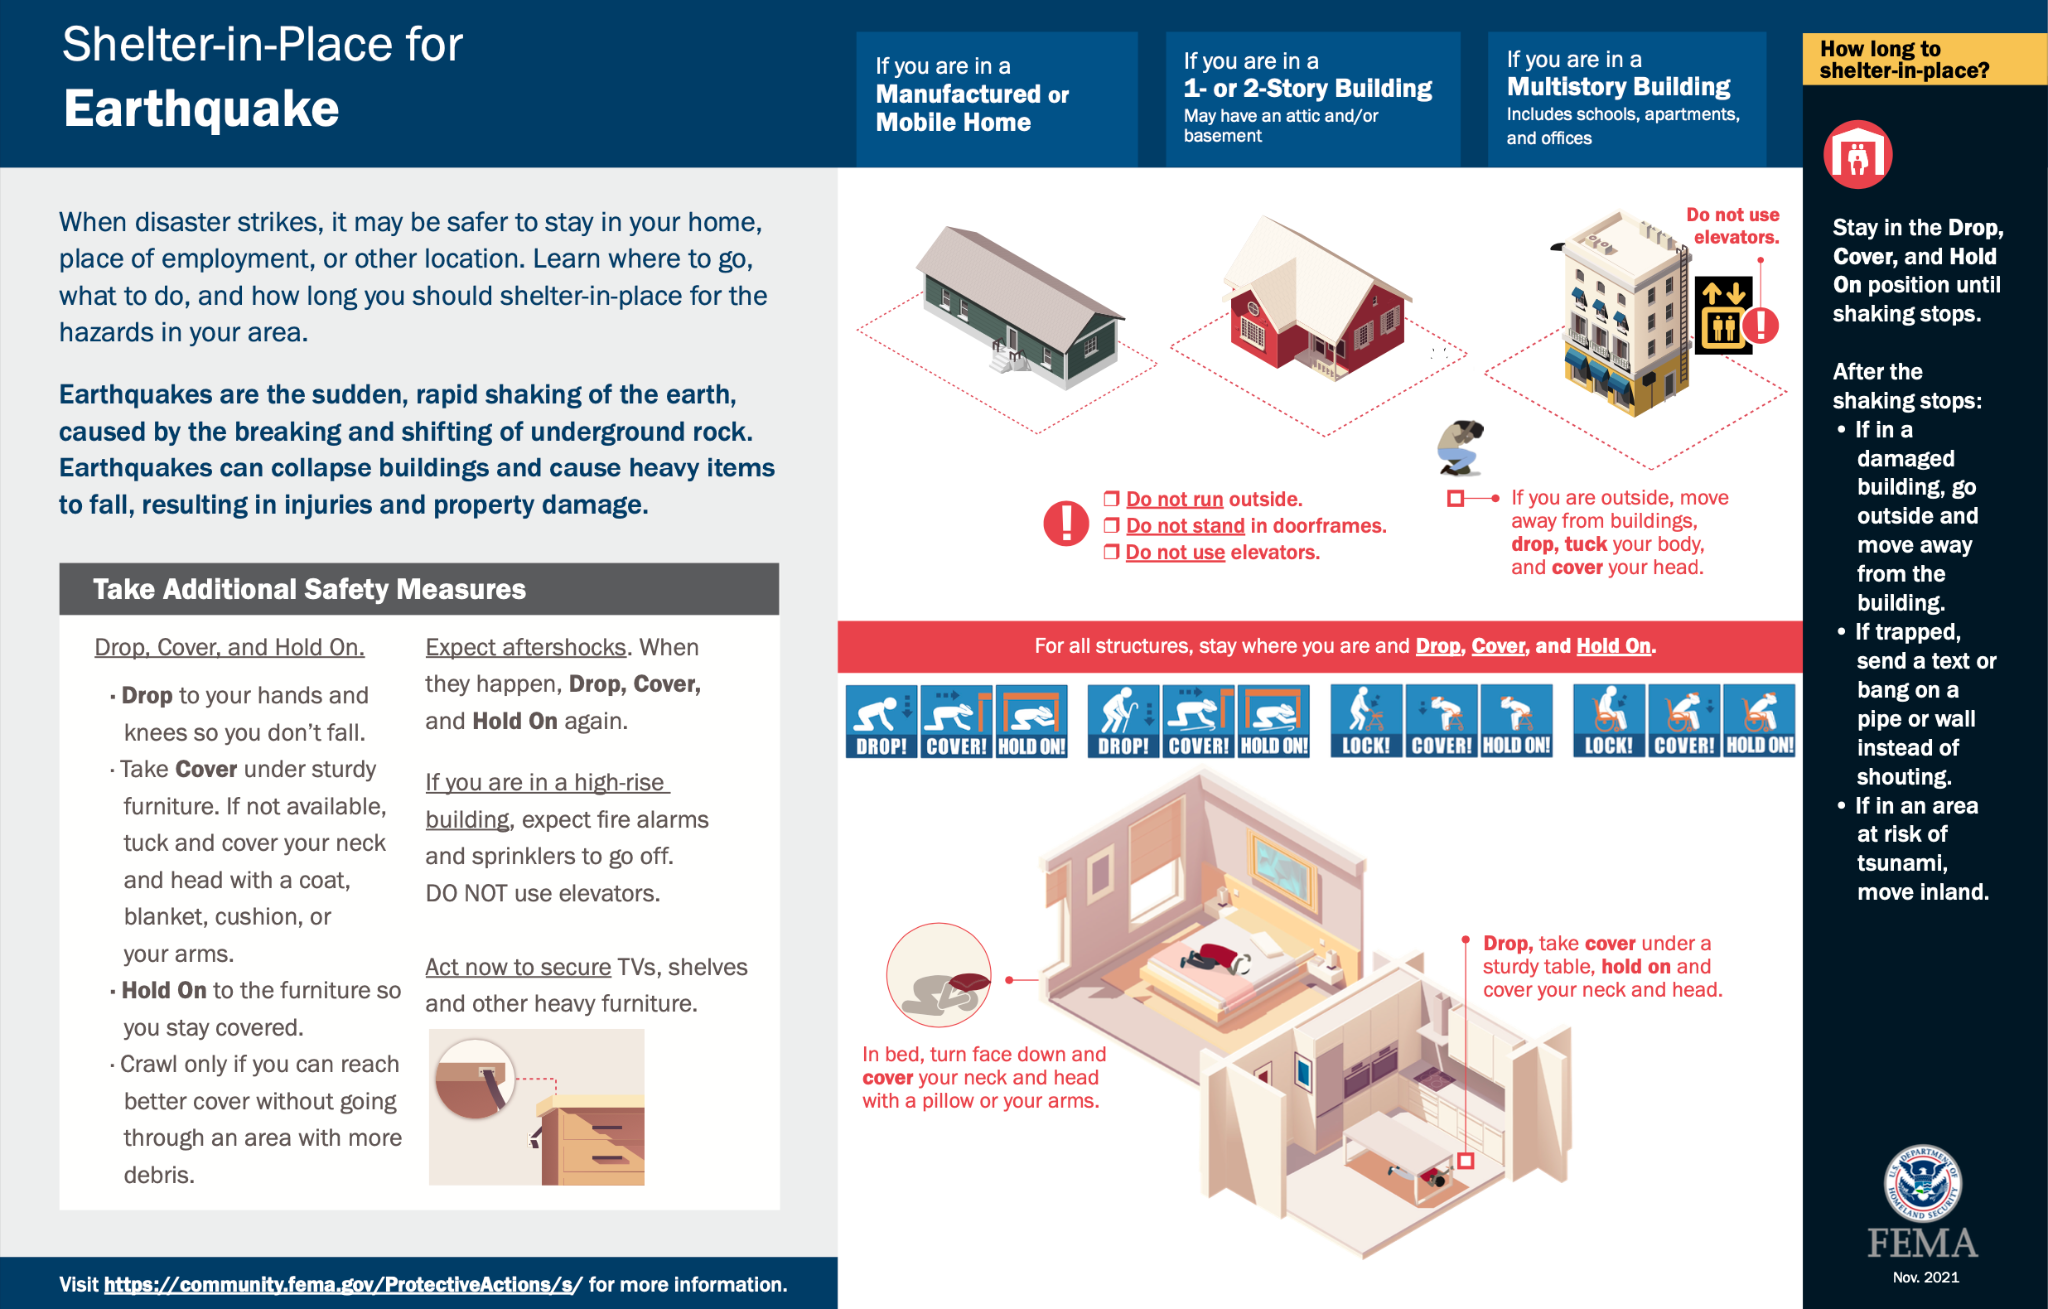 Shelter-in-Place for
Earthquake
If you are in a
Manufactured or
Mobile Home
If you are in a
1- or 2-Story Building
May have an attic and/or
basement
If you are in a
Multistory Building
Includes schools, apartments,
and offices
How long to
shelter-in-place?
When disaster strikes, it may be safer to stay in your home,
place of employment, or other location. Learn where to go,
what to do, and how long you should shelter-in-place for the
hazards in your area.
Earthquakes are the sudden, rapid shaking of the earth,
caused by the breaking and shifting of underground rock.
Earthquakes can collapse buildings and cause heavy items
to fall, resulting in injuries and property damage.
Take Additional Safety Measures
Drop, Cover, and Hold On.
· Drop to your hands and
knees so you don't fall.
· Take Cover under sturdy
furniture. If not available,
tuck and cover your neck
and head with a coat,
blanket, cushion, or
your arms.
· Hold On to the furniture so
you stay covered.
· Crawl only if you can reach
better cover without going
through an area with more
debris.
Expect aftershocks. When
they happen, Drop, Cover,
and Hold On again.
If you are in a high-rise
building, expect fire alarms
and sprinklers to go off.
DO NOT use elevators.
Act now to secure TVs, shelves
and other heavy furniture.
Visit https://community.fema.gov/ProtectiveActions/s/ for more information.
Do not use
elevators.
!
!
❒ Do not run outside.
❒ Do not stand in doorframes.
❒ Do not use elevators.
If you are outside, move
away from buildings,
drop, tuck your body,
and cover your head.
For all structures, stay where you are and Drop, Cover, and Hold On.
DROP! COVER! HOLD ON! DROP! COVER! HOLD ON! LOCK! COVER! HOLD ON! LOCK! COVER! HOLD ON!
Drop, take cover under a
sturdy table, hold on and
cover your neck and head.
In bed, turn face down and
cover your neck and head
with a pillow or your arms.
Stay in the Drop,
Cover, and Hold
On position until
shaking stops.
After the
shaking stops:
• If in a
damaged
building, go
outside and
move away
from the
building.
• If trapped,
send a text or
bang on a
pipe or wall
instead of
shouting.
• If in an area
at risk of
tsunami,
move inland.
U.S. DEPARTMENT OF
HOMELAND SECURITY
FEMA
Nov. 2021